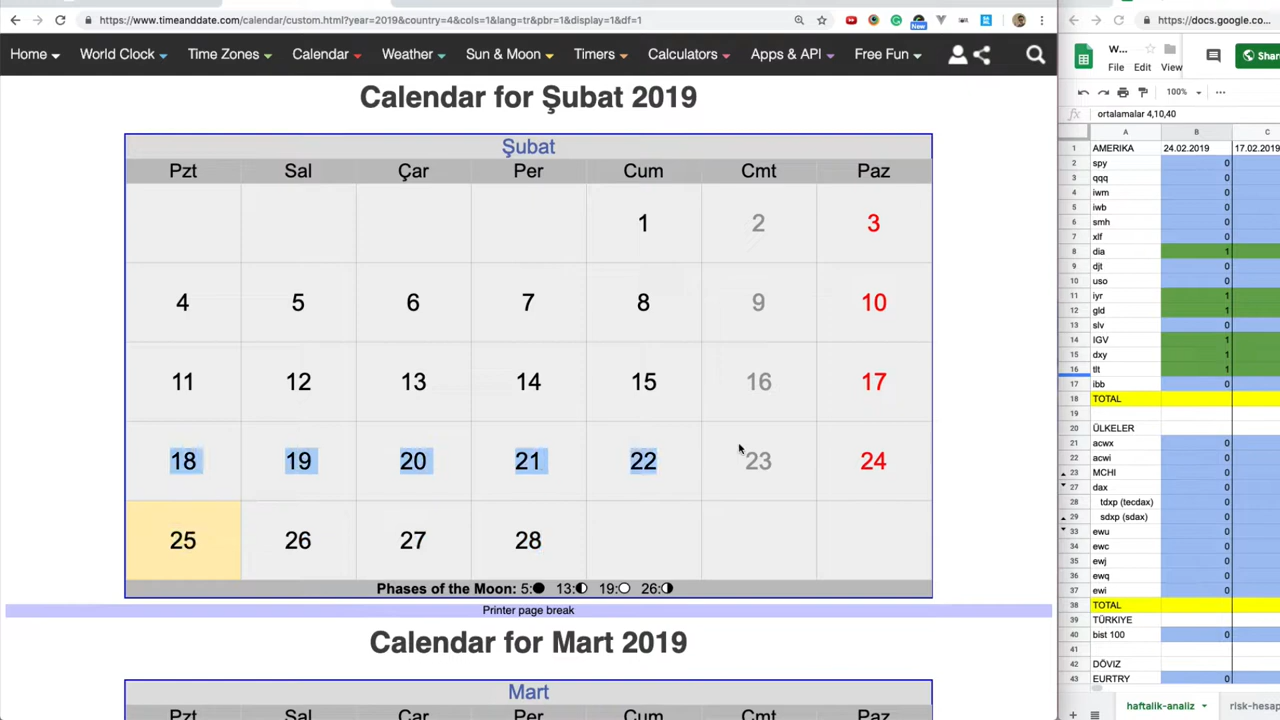 https://www.timeanddate.com/calendar/custom.html?year=2019&country=4&cols=1&lang=tr&pbr=1&display=1&df=1
New
Home World Clock Time Zones Calendar Weather Sun & Moon Timers Calculators Apps & API Free Fun
Calendar for Şubat 2019
Şubat
Pzt Sal Çar Per Cum Cmt Paz
1 2 3
4 5 6 7 8 9 10
11 12 13 14 15 16 17
18 19 20 21 22 23 24
25 26 27 28
Phases of the Moon: 5: 13: 19: 26:
Printer page break
Calendar for Mart 2019
Mart
Pzt Sal Çar Per Cum Cmt Paz
https://docs.google.co...
W...
Share
File Edit View
100% ...
fx ortalamalar 4,10,40
A B C
1 AMERIKA 24.02.2019 17.02.2019
2 spy 0
3 qqq 0
4 iwm 0
5 iwb 0
6 smh 0
7 xlf 0
8 dia 1
9 djt 0
10 uso 0
11 iyr 1
12 gld 1
13 slv 0
14 IGV 1
15 dxy 1
16 tlt 1
17 ibb 0
18 TOTAL
19
20 ÜLKELER
21 acwx 0
22 acwi 0
23 MCHI 0
27 dax 0
28 tdxp (tecdax) 0
29 sdxp (sdax) 0
33 ewu 0
34 ewc 0
35 ewj 0
36 ewq 0
37 ewi 0
38 TOTAL
39 TÜRKIYE
40 bist 100 0
41
42 DÖVIZ
43 EURTRY 0
haftalik-analiz risk-hesap